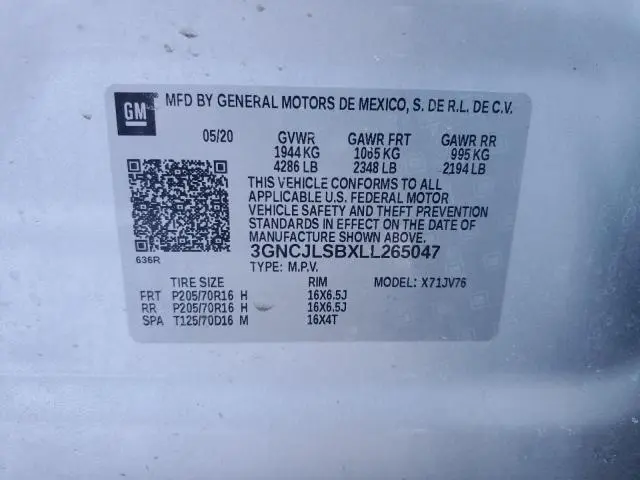 GM MFD BY GENERAL MOTORS DE MEXICO, S. DE R.L. DE C.V.
05/20 GVWR GAWR FRT GAWR RR
1944 KG 1065 KG 995 KG
4286 LB 2348 LB 2194 LB
THIS VEHICLE CONFORMS TO ALL
APPLICABLE U.S. FEDERAL MOTOR
VEHICLE SAFETY AND THEFT PREVENTION
STANDARDS IN EFFECT ON THE DATE OF
MANUFACTURE SHOWN ABOVE.
636R 3GNCJLSBXLL265047
TYPE: M.P.V.
TIRE SIZE RIM MODEL: X71JV76
FRT P205/70R16 H 16X6.5J
RR P205/70R16 H 16X6.5J
SPA T125/70D16 M 16X4T